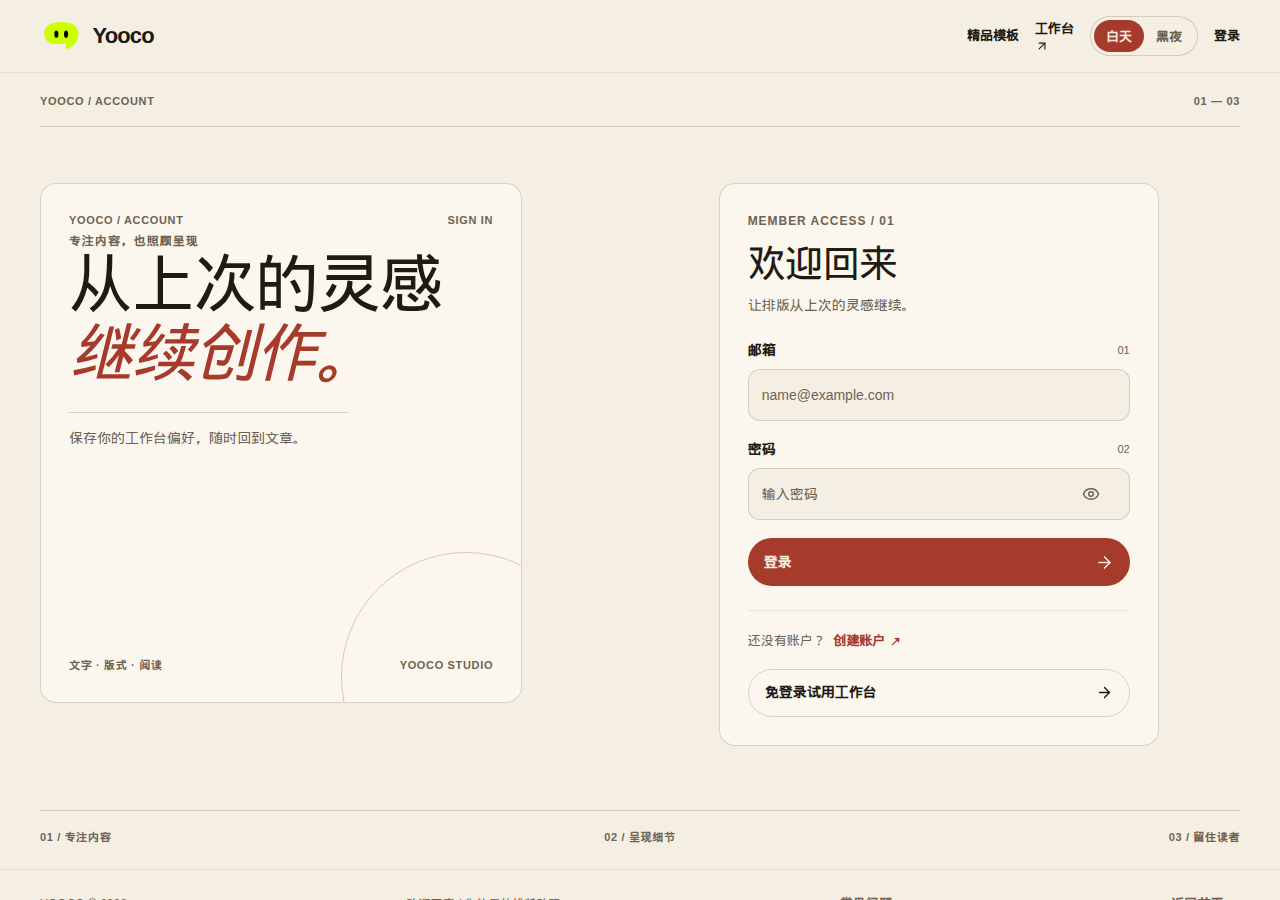 Yooco
精品模板
工作台
白天
黑夜
登录
YOOCO / ACCOUNT
01 — 03
YOOCO / ACCOUNT
SIGN IN
专注内容，也照顾呈现
从上次的灵感
继续创作。
保存你的工作台偏好，随时回到文章。
文字 · 版式 · 阅读
YOOCO STUDIO
MEMBER ACCESS / 01
欢迎回来
让排版从上次的灵感继续。
邮箱
01
name@example.com
密码
02
输入密码
登录
还没有账户？ 创建账户 ↗
免登录试用工作台
01 / 专注内容
02 / 呈现细节
03 / 留住读者